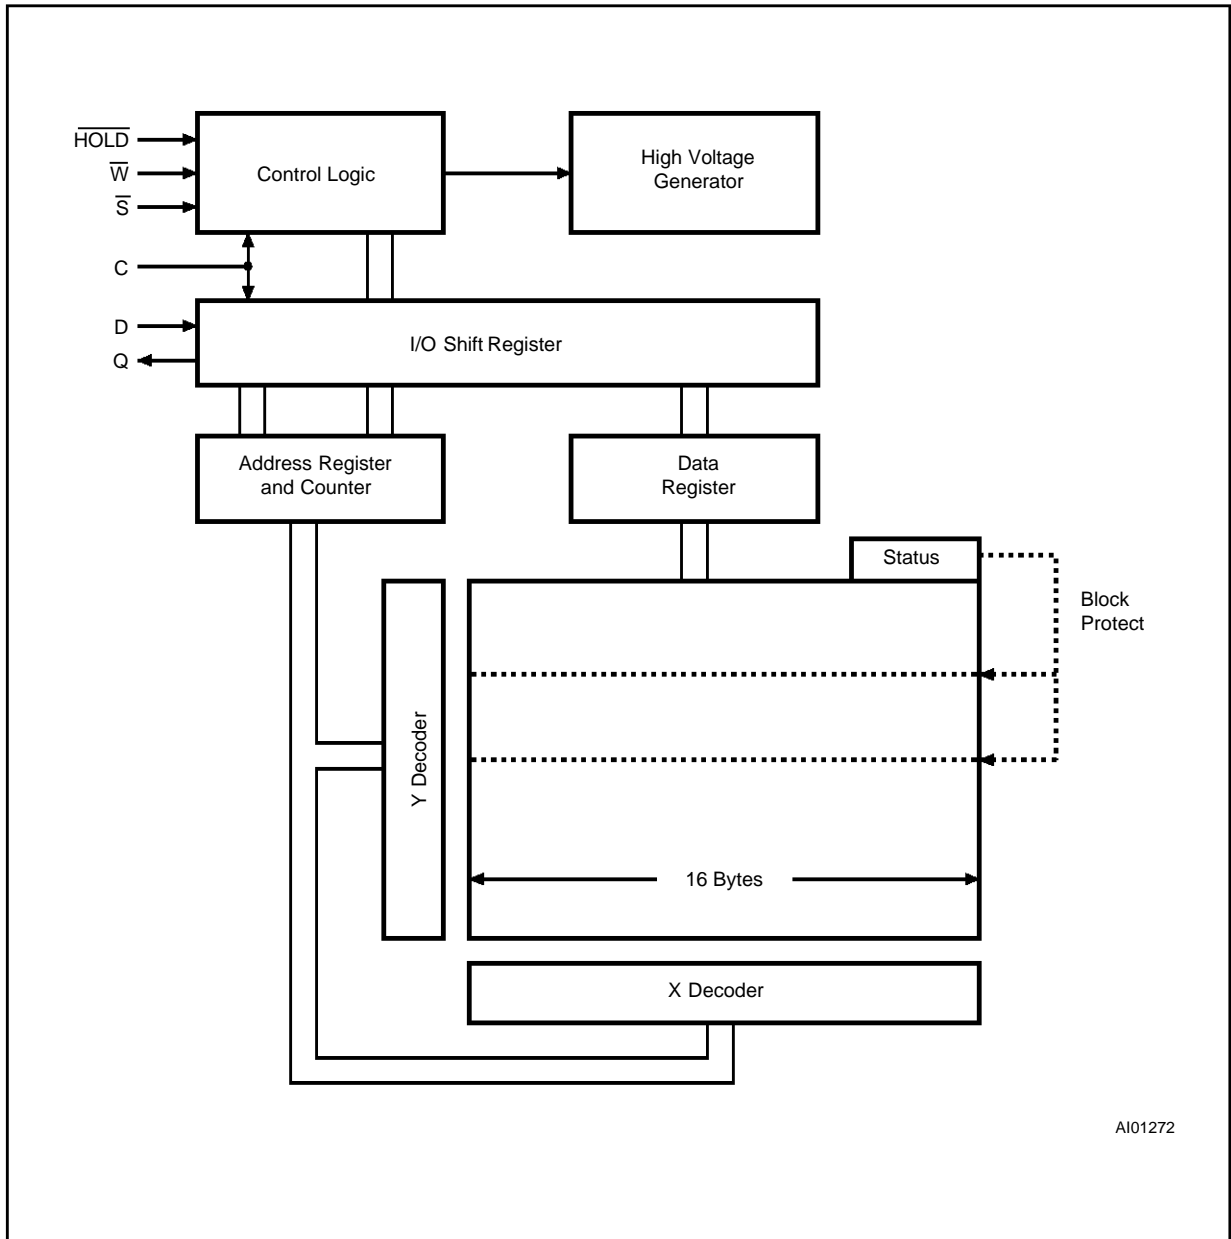 HOLD
W
S
C
D
Q
Control Logic
High Voltage
Generator
I/O Shift Register
Address Register
and Counter
Data
Register
Status
Block
Protect
Y Decoder
16 Bytes
X Decoder
AI01272